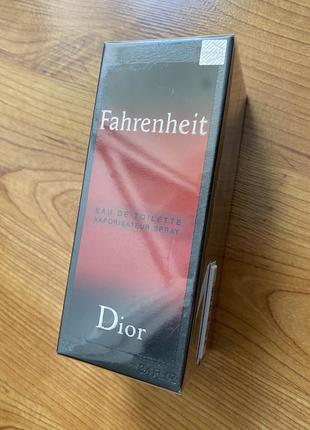 Fahrenheit
EAU DE TOILETTE
VAPORISATEUR SPRAY
Dior